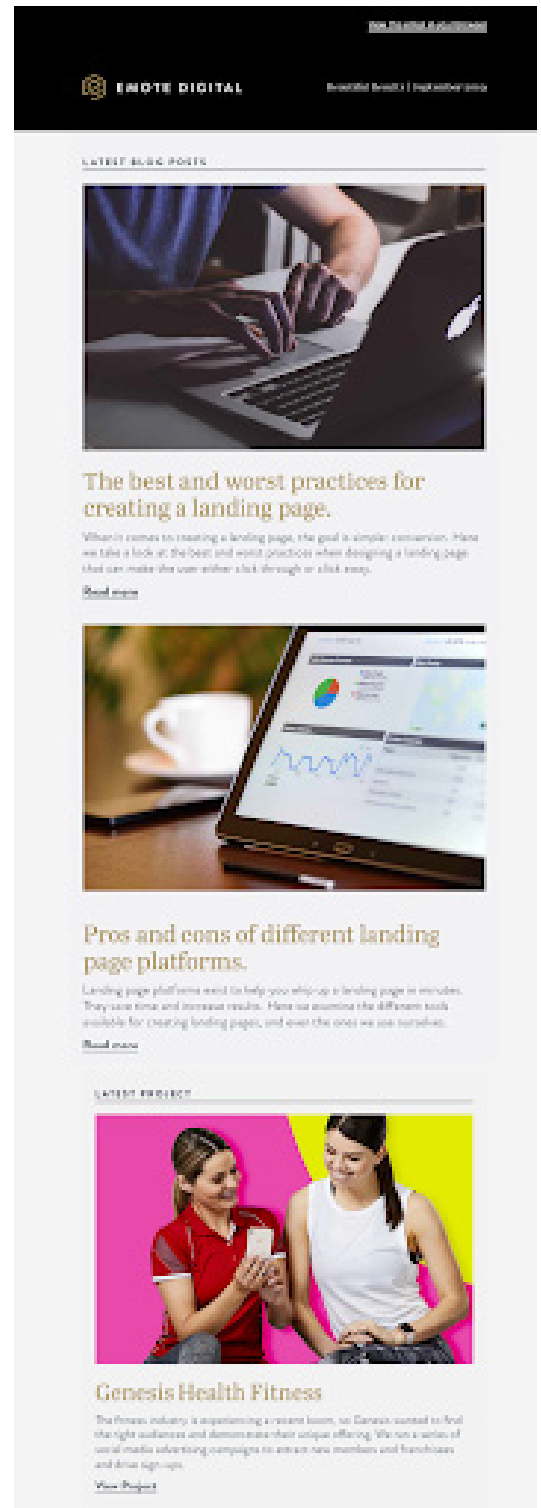 EMOTE DIGITAL
Beautiful Results | September 2019
LATEST BLOG POSTS
The best and worst practices for
creating a landing page.
When it comes to creating a landing page, the goal is simple: conversion. Here
we take a look at the best and worst practices when designing a landing page
that can make the user either click through or click away.
Read more
Pros and cons of different landing
page platforms.
Landing page platforms exist to help you whip up a landing page in minutes.
They save time and increase results. Here we examine the different tools
available for creating landing pages, and even the ones we use ourselves.
Read more
LATEST PROJECT
Genesis Health Fitness
The fitness industry is experiencing a recent boom, so Genesis wanted to find
the right audiences and demonstrate their unique offering. We ran a series of
social media advertising campaigns to attract new members and franchisees
and drive sign ups.
View Project